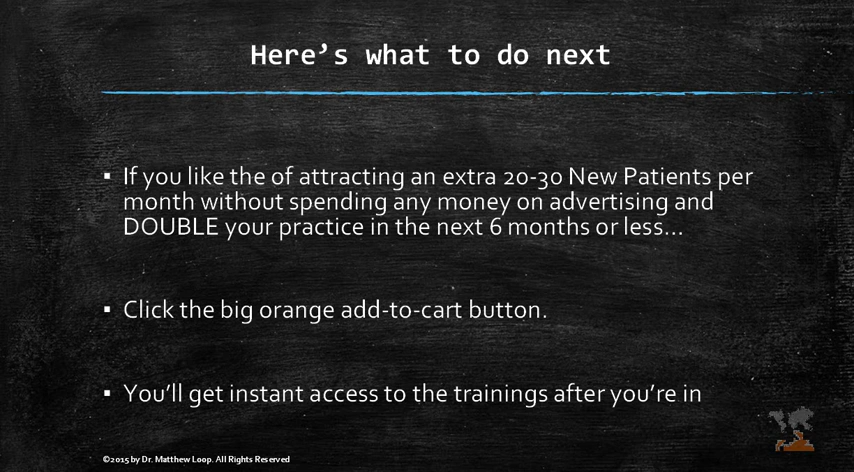 Here’s what to do next
▪ If you like the of attracting an extra 20-30 New Patients per
month without spending any money on advertising and
DOUBLE your practice in the next 6 months or less…
▪ Click the big orange add-to-cart button.
▪ You’ll get instant access to the trainings after you’re in
©2015 by Dr. Matthew Loop. All Rights Reserved